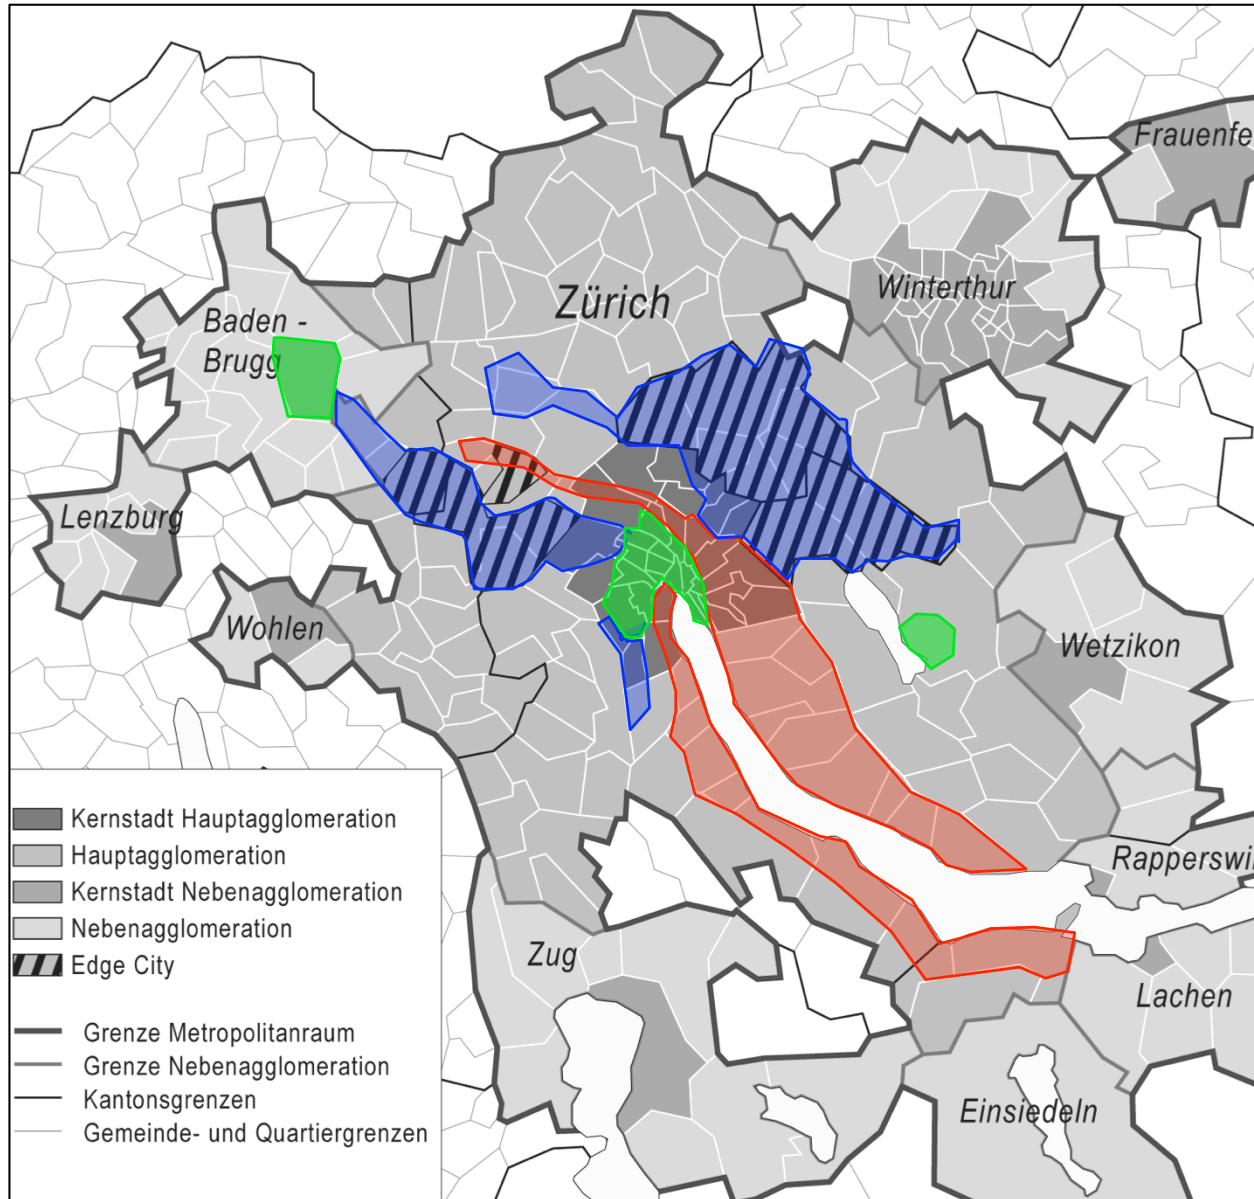 Frauenfe
Winterthur
Zürich
Baden -
Brugg
Lenzburg
Wohlen
Wetzikon
Kernstadt Hauptagglomeration
Hauptagglomeration
Kernstadt Nebenagglomeration
Nebenagglomeration
Edge City
Grenze Metropolitanraum
Grenze Nebenagglomeration
Kantonsgrenzen
Gemeinde- und Quartiergrenzen
Rapperswi
Zug
Lachen
Einsiedeln